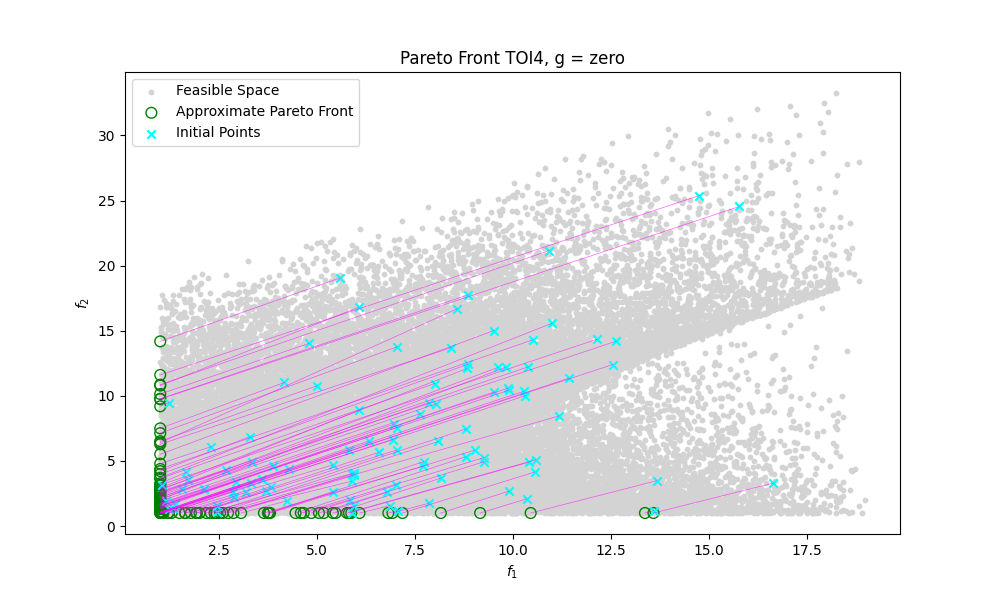 Pareto Front TOI4, g = zero
Feasible Space
Approximate Pareto Front
Initial Points
30
25
20
15
10
5
0
f₂
2.5 5.0 7.5 10.0 12.5 15.0 17.5
f₁